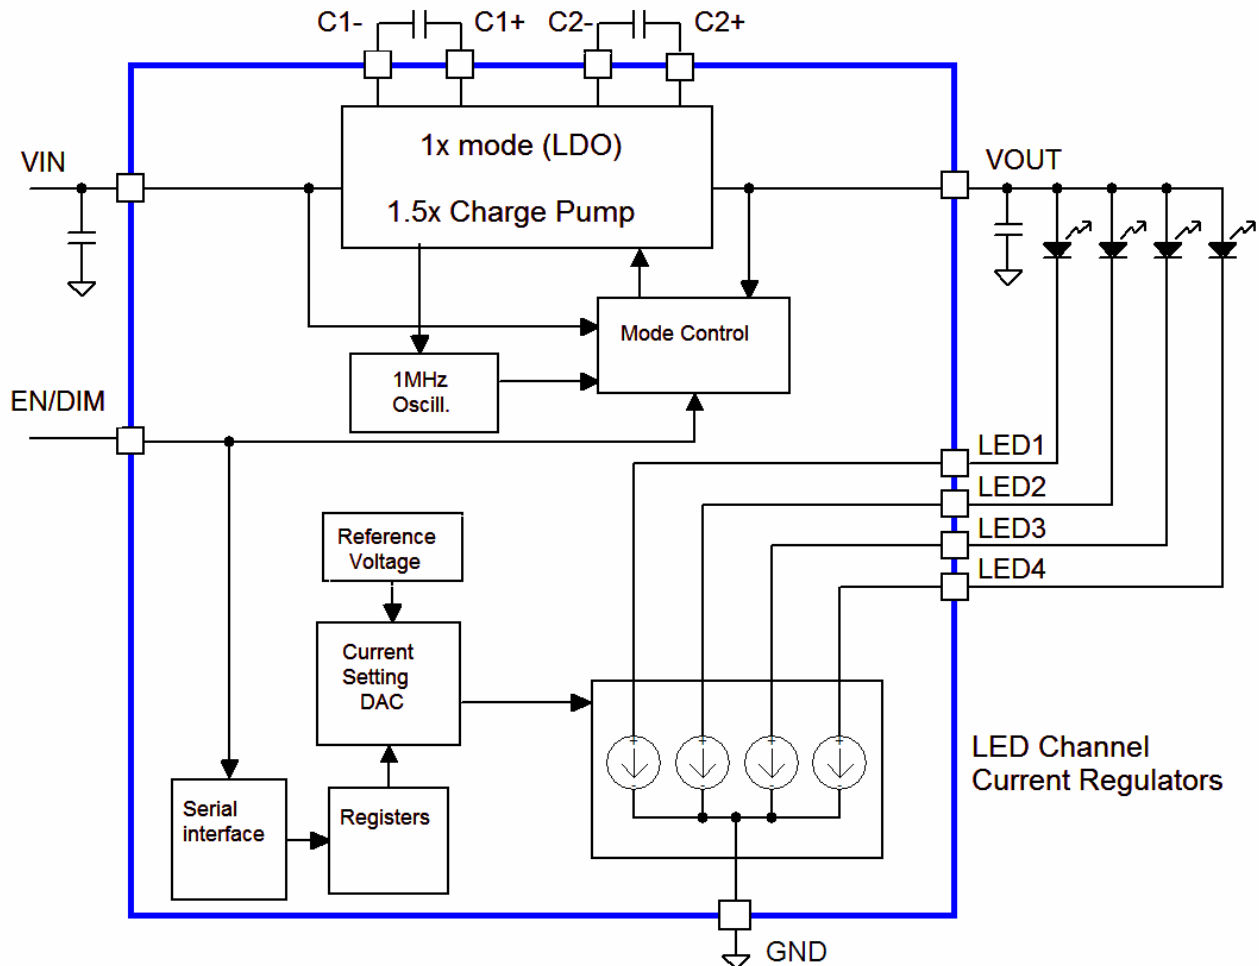 C1-
C1+
C2-
C2+
1x mode (LDO)
VIN
VOUT
1.5x Charge Pump
Mode Control
1MHz
Oscill.
EN/DIM
LED1
LED2
LED3
LED4
Reference
Voltage
Current
Setting
DAC
LED Channel
Current Regulators
Serial
interface
Registers
GND